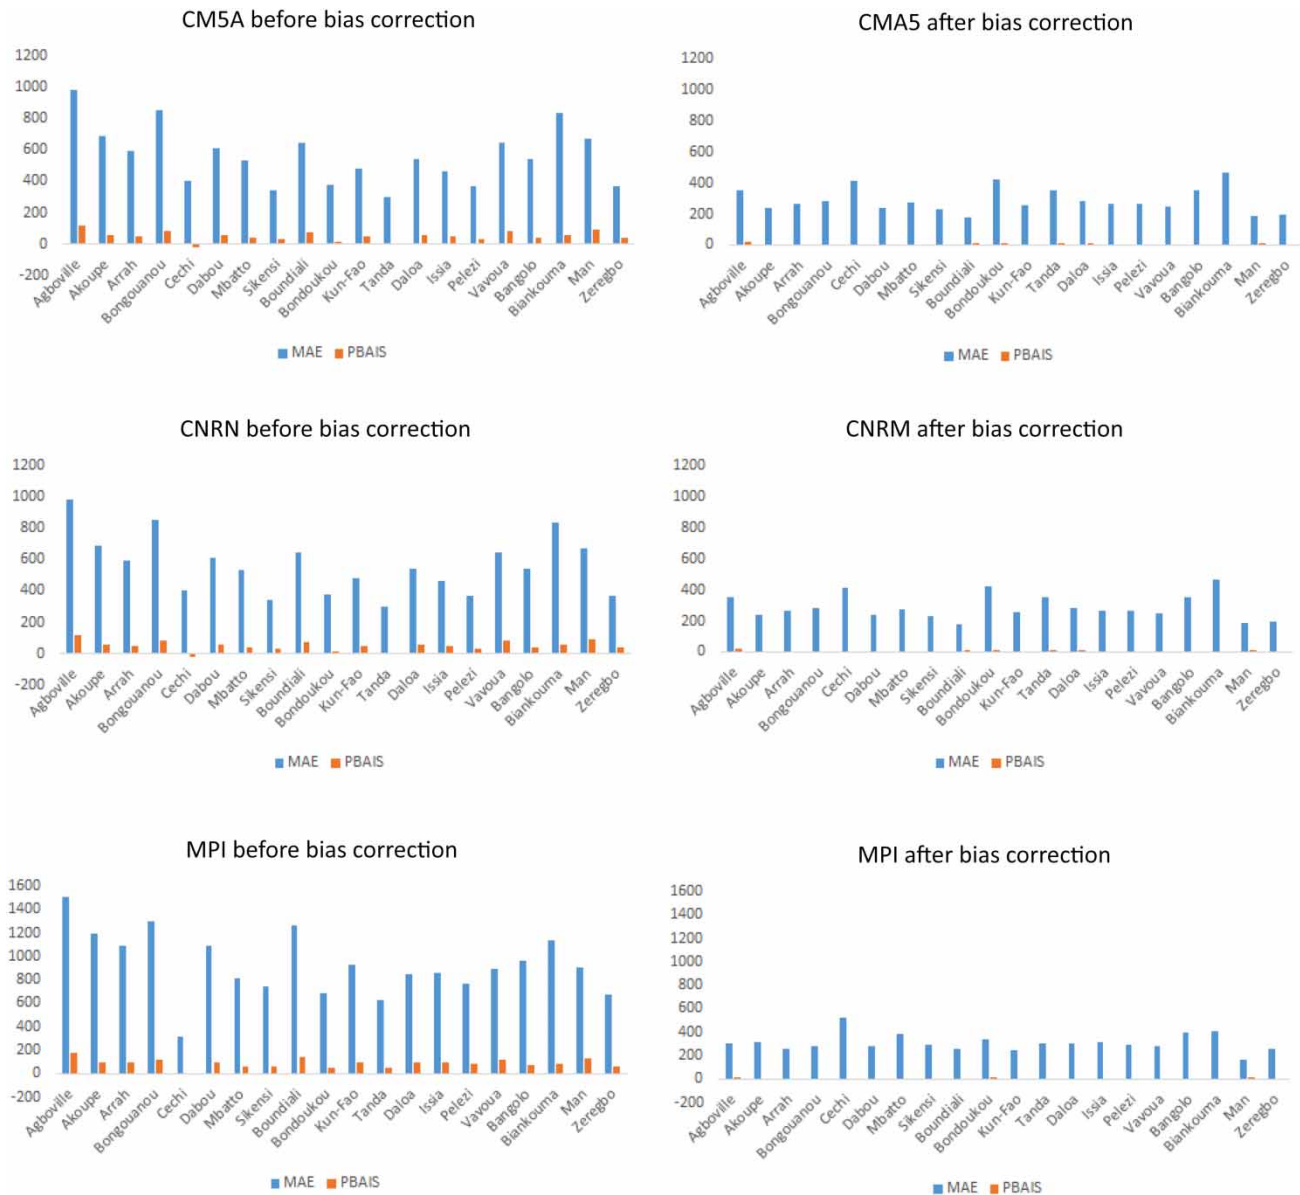 CM5A before bias correction
1200
1000
800
600
400
200
0
-200
Agboville
Akoupe
Arrah
Bongouanou
Cechi
Dabou
Mbatto
Sikensi
Boundiali
Bondoukou
Kun-Fao
Tanda
Daloa
Issia
Pelezi
Vavoua
Bangolo
Biankouma
Man
Zeregbo
MAE PBAIS
CMA5 after bias correction
1200
1000
800
600
400
200
0
Agboville
Akoupe
Arrah
Bongouanou
Cechi
Dabou
Mbatto
Sikensi
Boundiali
Bondoukou
Kun-Fao
Tanda
Daloa
Issia
Pelezi
Vavoua
Bangolo
Biankouma
Man
Zeregbo
MAE PBAIS
CNRN before bias correction
1200
1000
800
600
400
200
0
-200
Agboville
Akoupe
Arrah
Bongouanou
Cechi
Dabou
Mbatto
Sikensi
Boundiali
Bondoukou
Kun-Fao
Tanda
Daloa
Issia
Pelezi
Vavoua
Bangolo
Biankouma
Man
Zeregbo
MAE PBAIS
CNRM after bias correction
1200
1000
800
600
400
200
0
Agboville
Akoupe
Arrah
Bongouanou
Cechi
Dabou
Mbatto
Sikensi
Boundiali
Bondoukou
Kun-Fao
Tanda
Daloa
Issia
Pelezi
Vavoua
Bangolo
Biankouma
Man
Zeregbo
MAE PBAIS
MPI before bias correction
1600
1400
1200
1000
800
600
400
200
0
-200
Agboville
Akoupe
Arrah
Bongouanou
Cechi
Dabou
Mbatto
Sikensi
Boundiali
Bondoukou
Kun-Fao
Tanda
Daloa
Issia
Pelezi
Vavoua
Bangolo
Biankouma
Man
Zeregbo
MAE PBAIS
MPI after bias correction
1600
1400
1200
1000
800
600
400
200
0
-200
Agboville
Akoupe
Arrah
Bongouanou
Cechi
Dabou
Mbatto
Sikensi
Boundiali
Bondoukou
Kun-Fao
Tanda
Daloa
Issia
Pelezi
Vavoua
Bangolo
Biankouma
Man
Zeregbo
MAE PBAIS